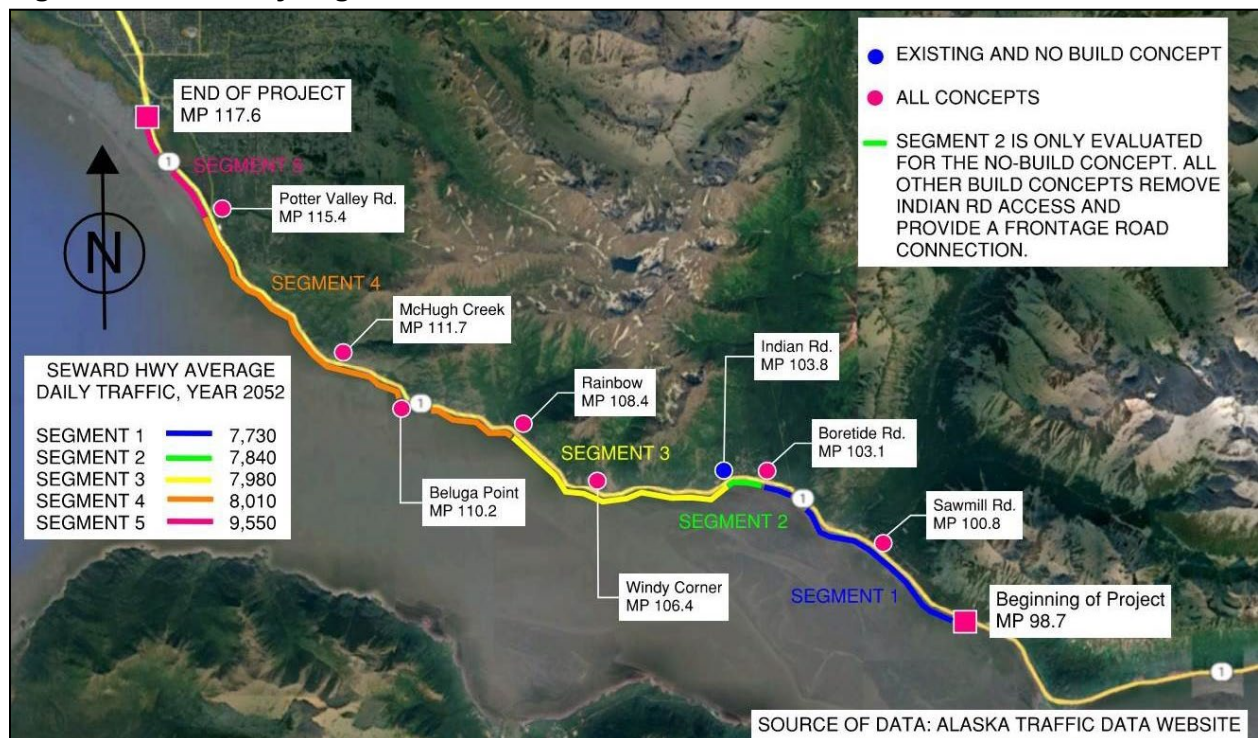 END OF PROJECT
MP 117.6
1
SEGMENT 5
N
Potter Valley Rd.
MP 115.4
SEGMENT 4
McHugh Creek
MP 111.7
EXISTING AND NO BUILD CONCEPT
ALL CONCEPTS
SEGMENT 2 IS ONLY EVALUATED
FOR THE NO-BUILD CONCEPT. ALL
OTHER BUILD CONCEPTS REMOVE
INDIAN RD ACCESS AND
PROVIDE A FRONTAGE ROAD
CONNECTION.
SEWARD HWY AVERAGE
DAILY TRAFFIC, YEAR 2052
SEGMENT 1 7,730
SEGMENT 2 7,840
SEGMENT 3 7,980
SEGMENT 4 8,010
SEGMENT 5 9,550
1
Beluga Point
MP 110.2
Rainbow
MP 108.4
SEGMENT 3
Windy Corner
MP 106.4
Indian Rd.
MP 103.8
SEGMENT 2
Boretide Rd.
MP 103.1
1
Sawmill Rd.
MP 100.8
SEGMENT 1
Beginning of Project
MP 98.7
1
SOURCE OF DATA: ALASKA TRAFFIC DATA WEBSITE